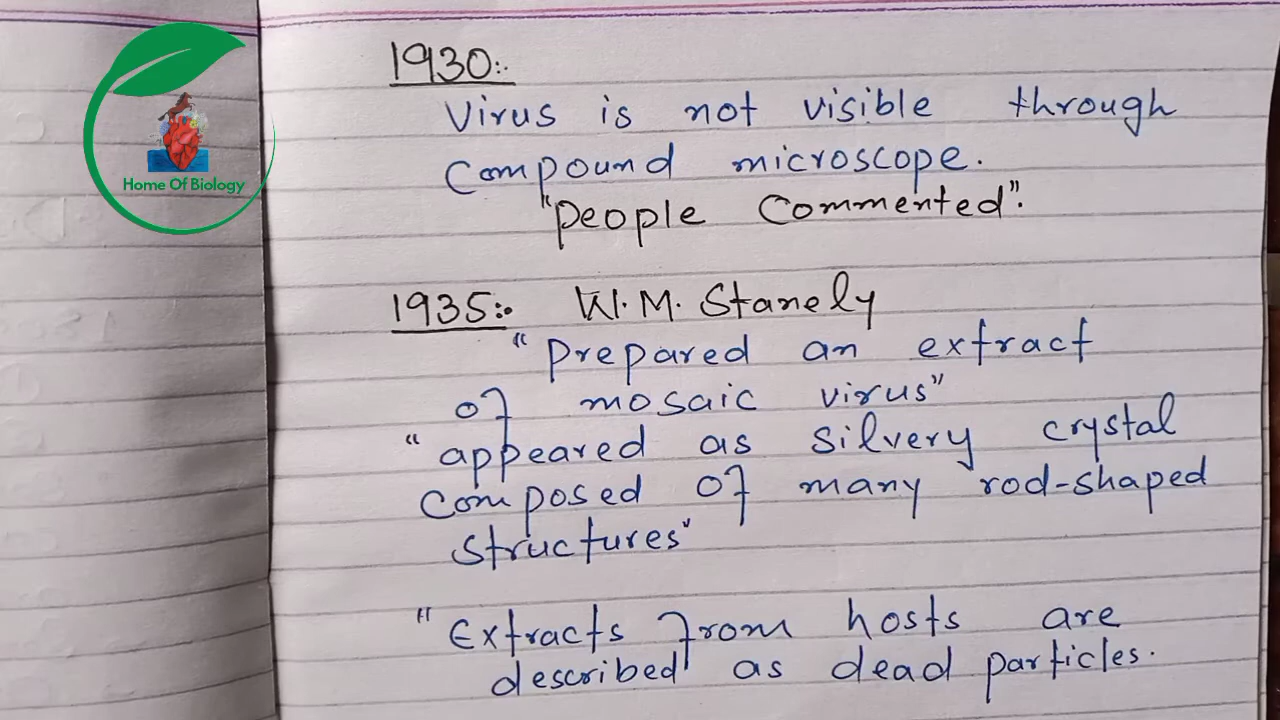 Home Of Biology
1930:-
Virus is not visible through
Compound microscope.
"People Commented".
1935:- W.M. Stanely
"Prepared an extract
of mosaic virus"
"appeared as silvery crystal
Composed of many rod-shaped
structures"
"Extracts from hosts are
described as dead particles.